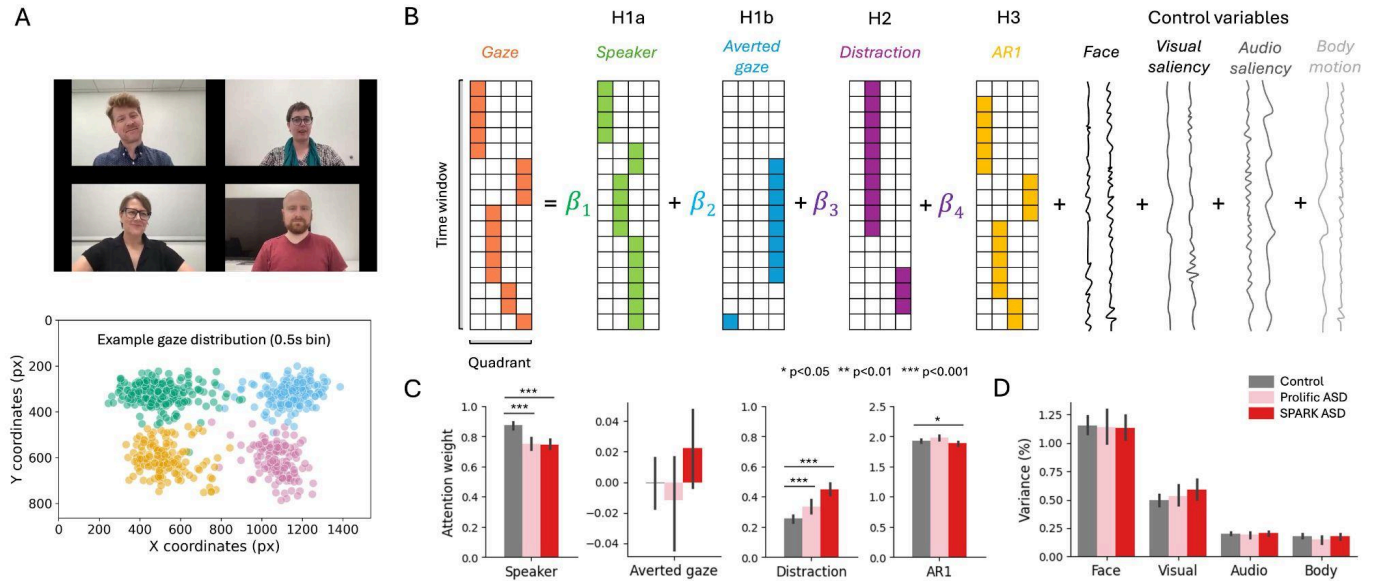 A
Example gaze distribution (0.5s bin)
Y coordinates (px)
0
200
400
600
800
0 200 400 600 800 1000 1200 1400
X coordinates (px)
B
H1a H1b H2 H3 Control variables
Gaze Speaker Averted gaze Distraction AR1 Face Visual saliency Audio saliency Body motion
Time window
= β1 + β2 + β3 + β4 + + + +
Quadrant
* p<0.05 ** p<0.01 *** p<0.001
C
Attention weight
1.0
0.8
0.6
0.4
0.2
0.0
***
***
Speaker
0.04
0.02
0.00
−0.02
−0.04
Averted gaze
1.0
0.8
0.6
0.4
0.2
0.0
***
***
Distraction
2.5
2.0
1.5
1.0
0.5
0.0
*
AR1
D
Control
Prolific ASD
SPARK ASD
Variance (%)
1.25
1.00
0.75
0.50
0.25
0.00
Face Visual Audio Body